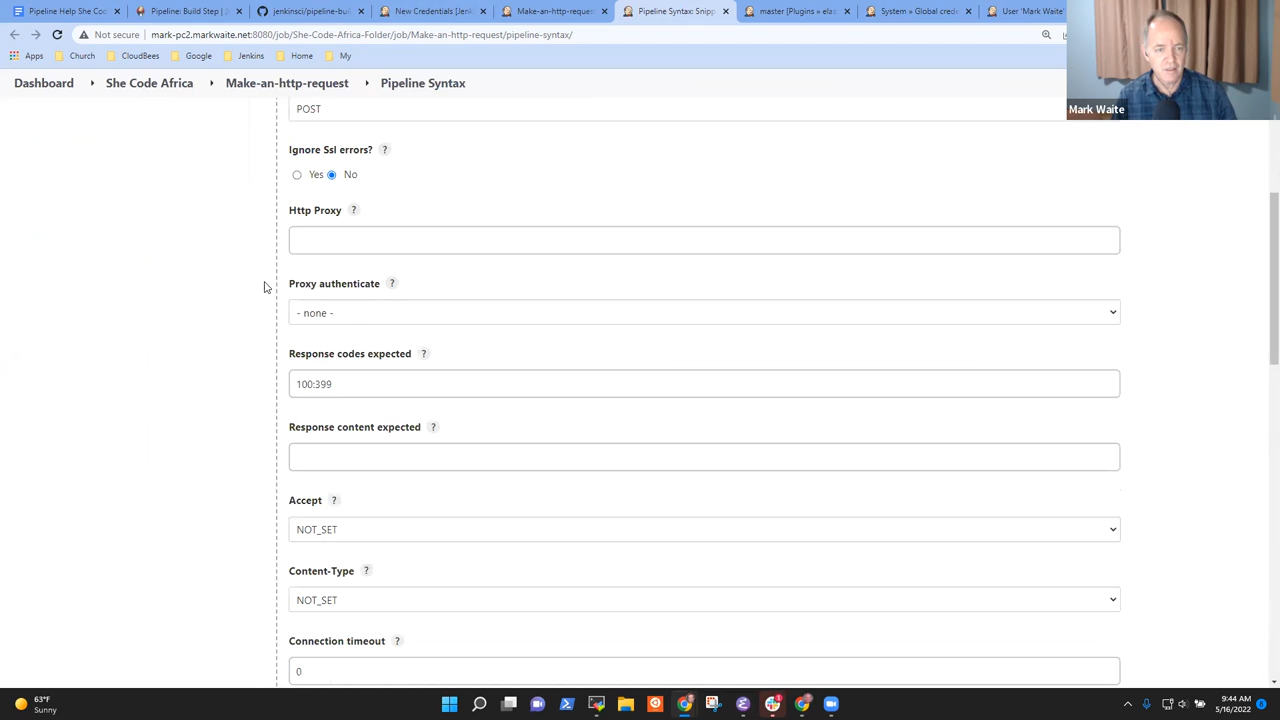 Pipeline Help She Co
Pipeline: Build Step | J
jenkinsci/pipeline-bui
New Credentials [Jenk
Make-an-http-request
Pipeline Syntax: Snipp
master [Plugins » elas
System » Global cred
User 'Mark Waite'
Not secure
mark-pc2.markwaite.net:8080/job/She-Code-Africa-Folder/job/Make-an-http-request/pipeline-syntax/
Apps
Church
CloudBees
Google
Jenkins
Home
My
Dashboard
She Code Africa
Make-an-http-request
Pipeline Syntax
Mark Waite
POST
Ignore Ssl errors? ?
Yes
No
Http Proxy ?
Proxy authenticate ?
- none -
Response codes expected ?
100:399
Response content expected ?
Accept ?
NOT_SET
Content-Type ?
NOT_SET
Connection timeout ?
0
63°F
Sunny
9:44 AM
5/16/2022